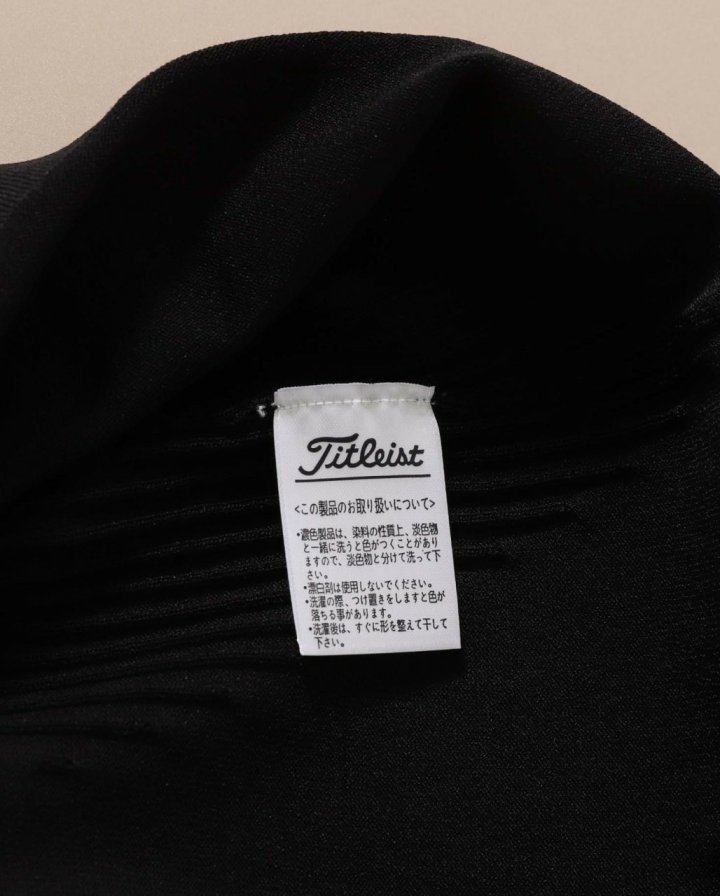 Titleist
<この製品のお取り扱いについて>
•濃色製品は、染料の性質上、淡色物
と一緒に洗うと色がつくことがあり
ますので、淡色物と分けて洗って下
さい。
•漂白剤は使用しないでください。
•洗濯の際、つけ置きをしますと色が
落ちる事があります。
•洗濯後は、すぐに形を整えて干して
下さい。